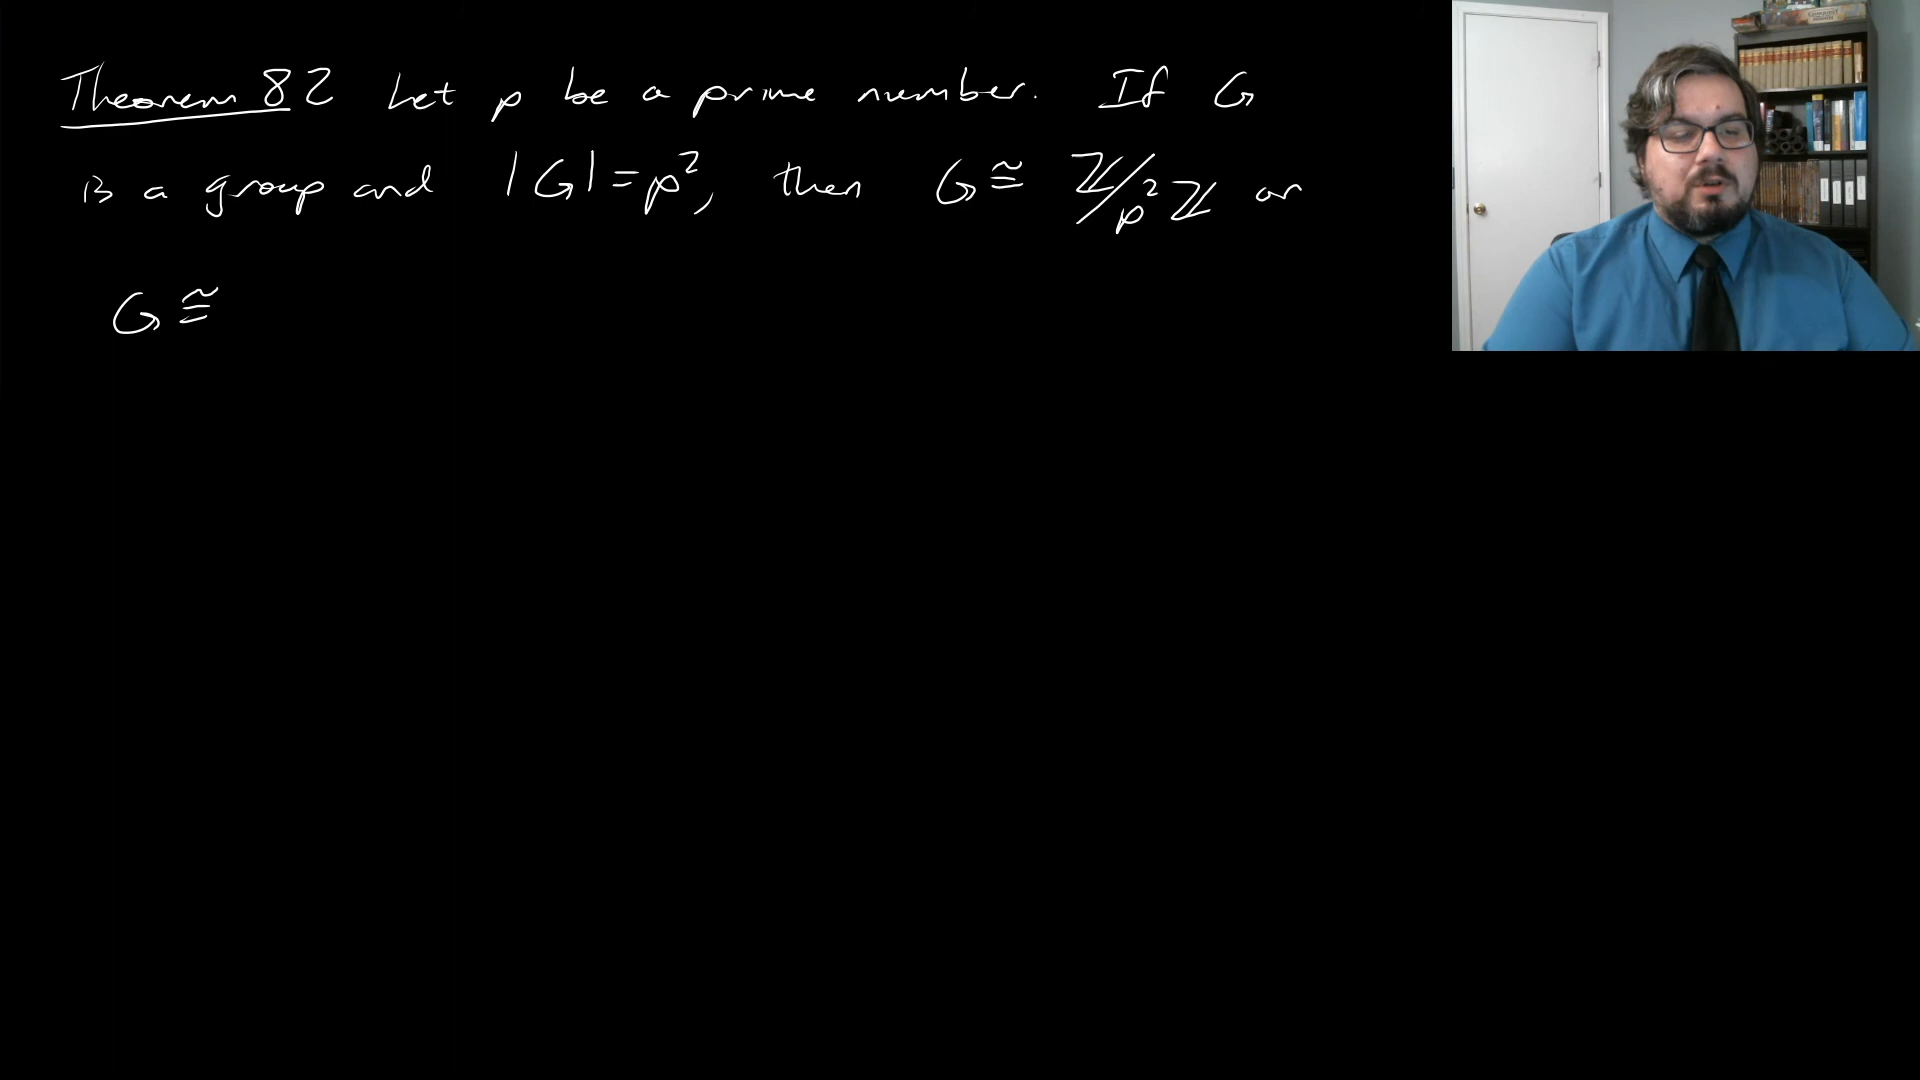 Theorem 82 Let p be a prime number. If G
is a group and |G| = p², then G ≅ ℤ/p²ℤ or
G ≅